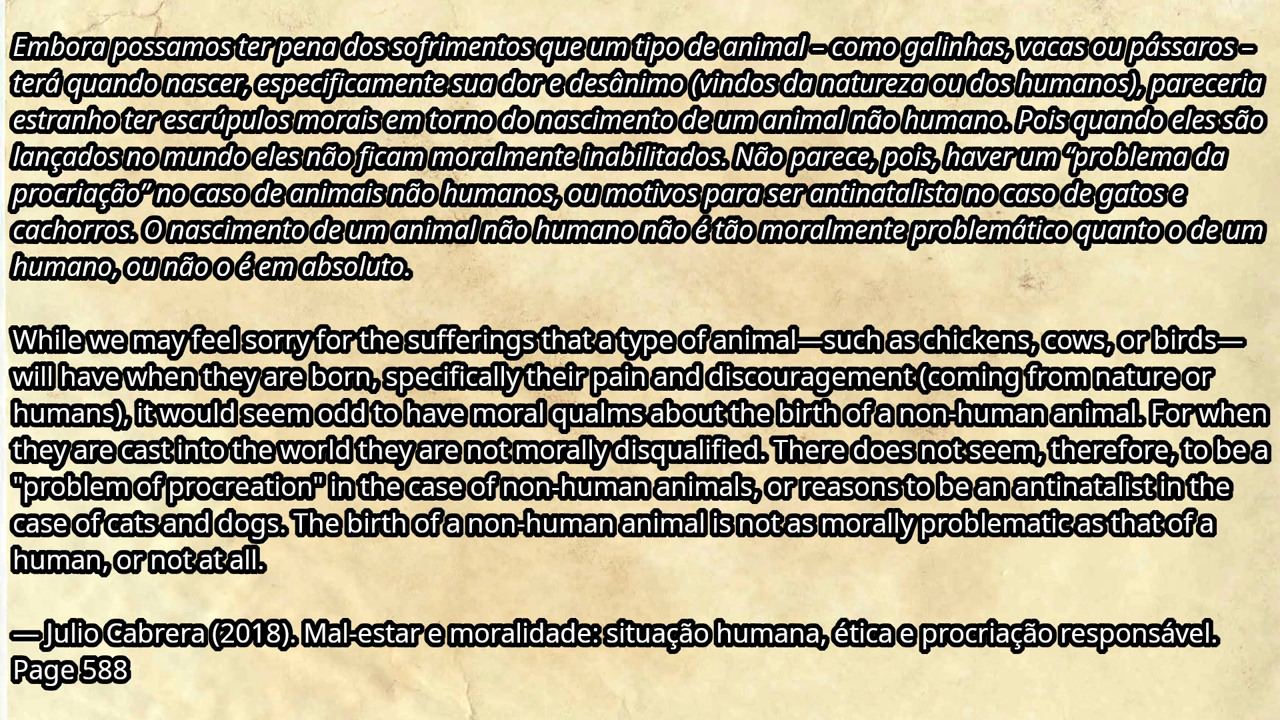 Embora possamos ter pena dos sofrimentos que um tipo de animal – como galinhas, vacas ou pássaros –
terá quando nascer, especificamente sua dor e desânimo (vindos da natureza ou dos humanos), pareceria
estranho ter escrúpulos morais em torno do nascimento de um animal não humano. Pois quando eles são
lançados no mundo eles não ficam moralmente inabilitados. Não parece, pois, haver um “problema da
procriação” no caso de animais não humanos, ou motivos para ser antinatalista no caso de gatos e
cachorros. O nascimento de um animal não humano não é tão moralmente problemático quanto o de um
humano, ou não o é em absoluto.
While we may feel sorry for the sufferings that a type of animal—such as chickens, cows, or birds—
will have when they are born, specifically their pain and discouragement (coming from nature or
humans), it would seem odd to have moral qualms about the birth of a non-human animal. For when
they are cast into the world they are not morally disqualified. There does not seem, therefore, to be a
"problem of procreation" in the case of non-human animals, or reasons to be an antinatalist in the
case of cats and dogs. The birth of a non-human animal is not as morally problematic as that of a
human, or not at all.
— Julio Cabrera (2018). Mal-estar e moralidade: situação humana, ética e procriação responsável.
Page 588